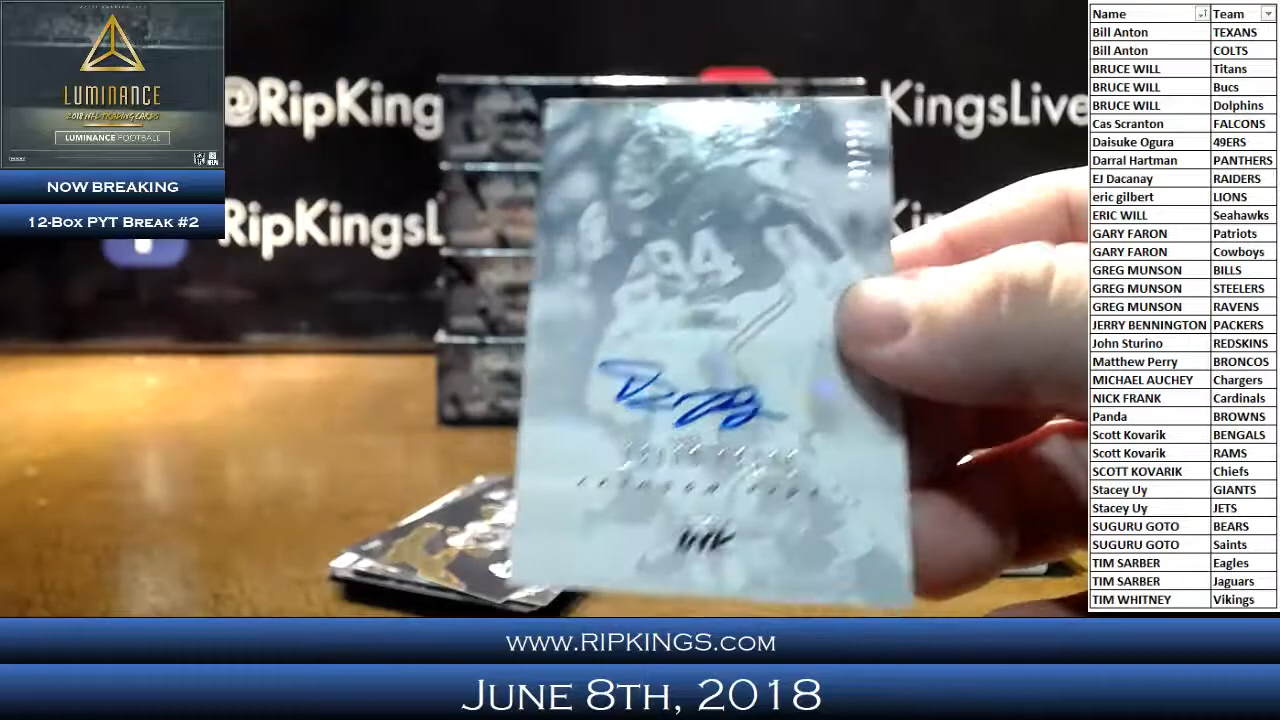 LUMINANCE
2018 NFL TRADING CARDS
LUMINANCE FOOTBALL
NOW BREAKING
12-Box PYT Break #2
@RipKing
KingsLive
RipKingsL
94
CRIMSON TIDE
INK
Name Team
Bill Anton TEXANS
Bill Anton COLTS
BRUCE WILL Titans
BRUCE WILL Bucs
BRUCE WILL Dolphins
Cas Scranton FALCONS
Daisuke Ogura 49ERS
Darral Hartman PANTHERS
EJ Dacanay RAIDERS
eric gilbert LIONS
ERIC WILL Seahawks
GARY FARON Patriots
GARY FARON Cowboys
GREG MUNSON BILLS
GREG MUNSON STEELERS
GREG MUNSON RAVENS
JERRY BENNINGTON PACKERS
John Sturino REDSKINS
Matthew Perry BRONCOS
MICHAEL AUCHEY Chargers
NICK FRANK Cardinals
Panda BROWNS
Scott Kovarik BENGALS
Scott Kovarik RAMS
SCOTT KOVARIK Chiefs
Stacey Uy GIANTS
Stacey Uy JETS
SUGURU GOTO BEARS
SUGURU GOTO Saints
TIM SARBER Eagles
TIM SARBER Jaguars
TIM WHITNEY Vikings
www.RIPKINGS.com
June 8th, 2018